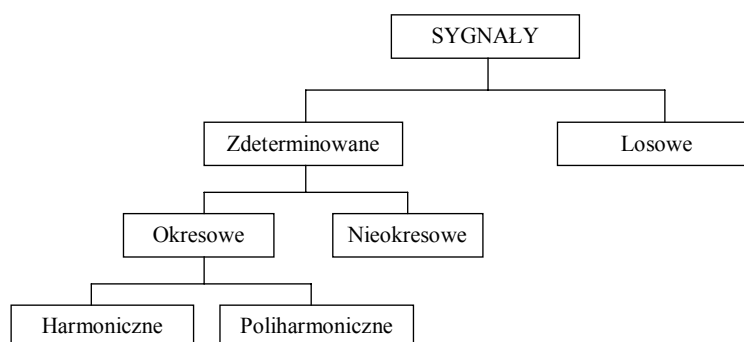 SYGNAŁY
Zdeterminowane
Losowe
Okresowe
Nieokresowe
Harmoniczne
Poliharmoniczne